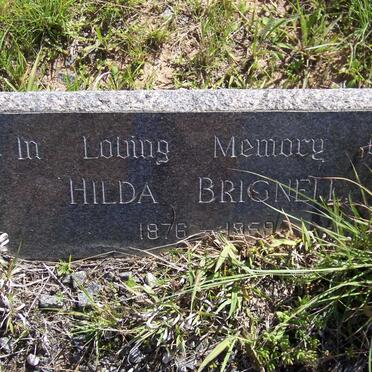 In Loving Memory
HILDA BRIGNELL
1876